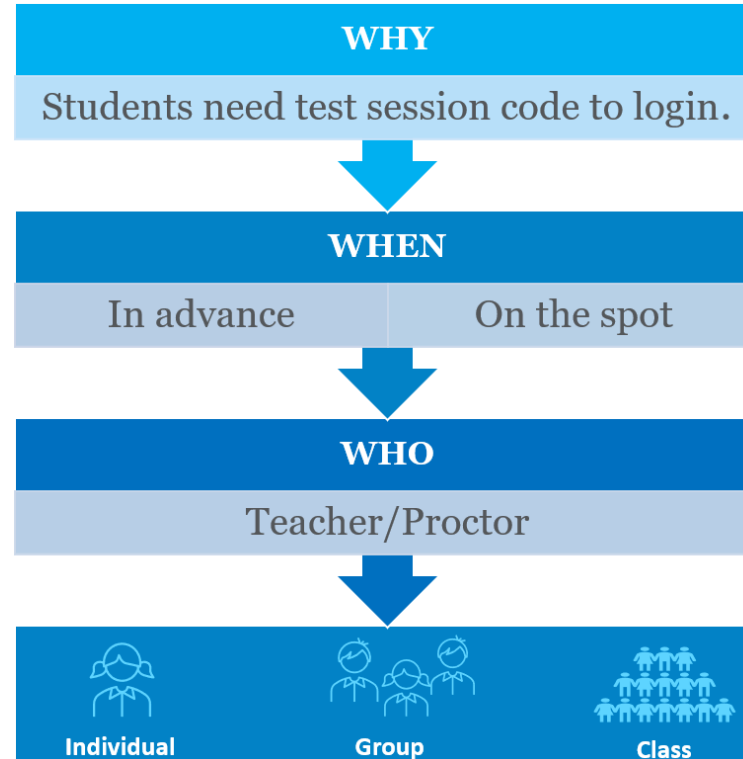 WHY
Students need test session code to login.
WHEN
In advance
On the spot
WHO
Teacher/Proctor
Individual
Group
Class